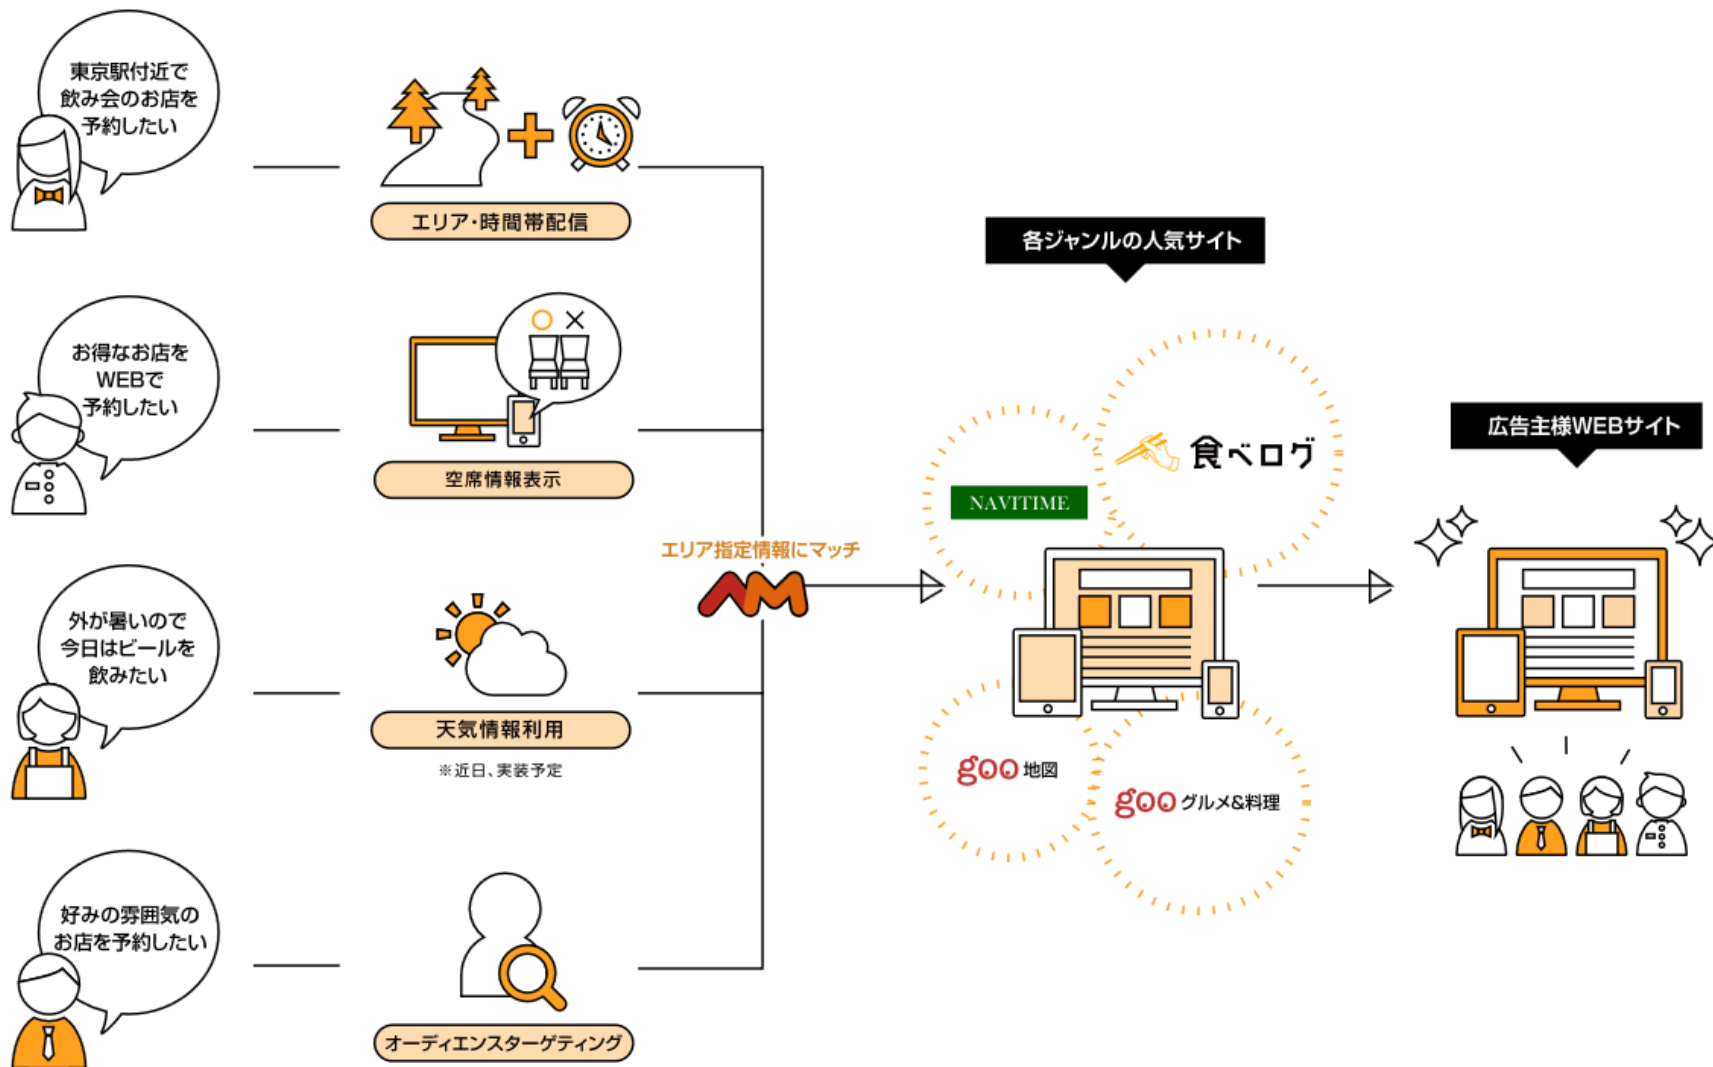 東京駅付近で
飲み会のお店を
予約したい
エリア・時間帯配信
お得なお店を
WEBで
予約したい
空席情報表示
外が暑いので
今日はビールを
飲みたい
天気情報利用
※近日、実装予定
好みの雰囲気の
お店を予約したい
オーディエンスターゲティング
エリア指定情報にマッチ
AM
各ジャンルの人気サイト
食べログ
NAVITIME
goo 地図
goo グルメ&料理
広告主様WEBサイト